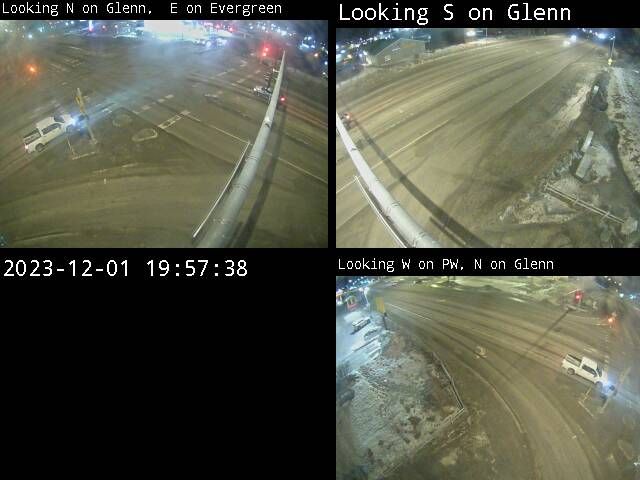 Looking N on Glenn,  E on Evergreen
Looking S on Glenn
2023-12-01 19:57:38
Looking W on PW, N on Glenn